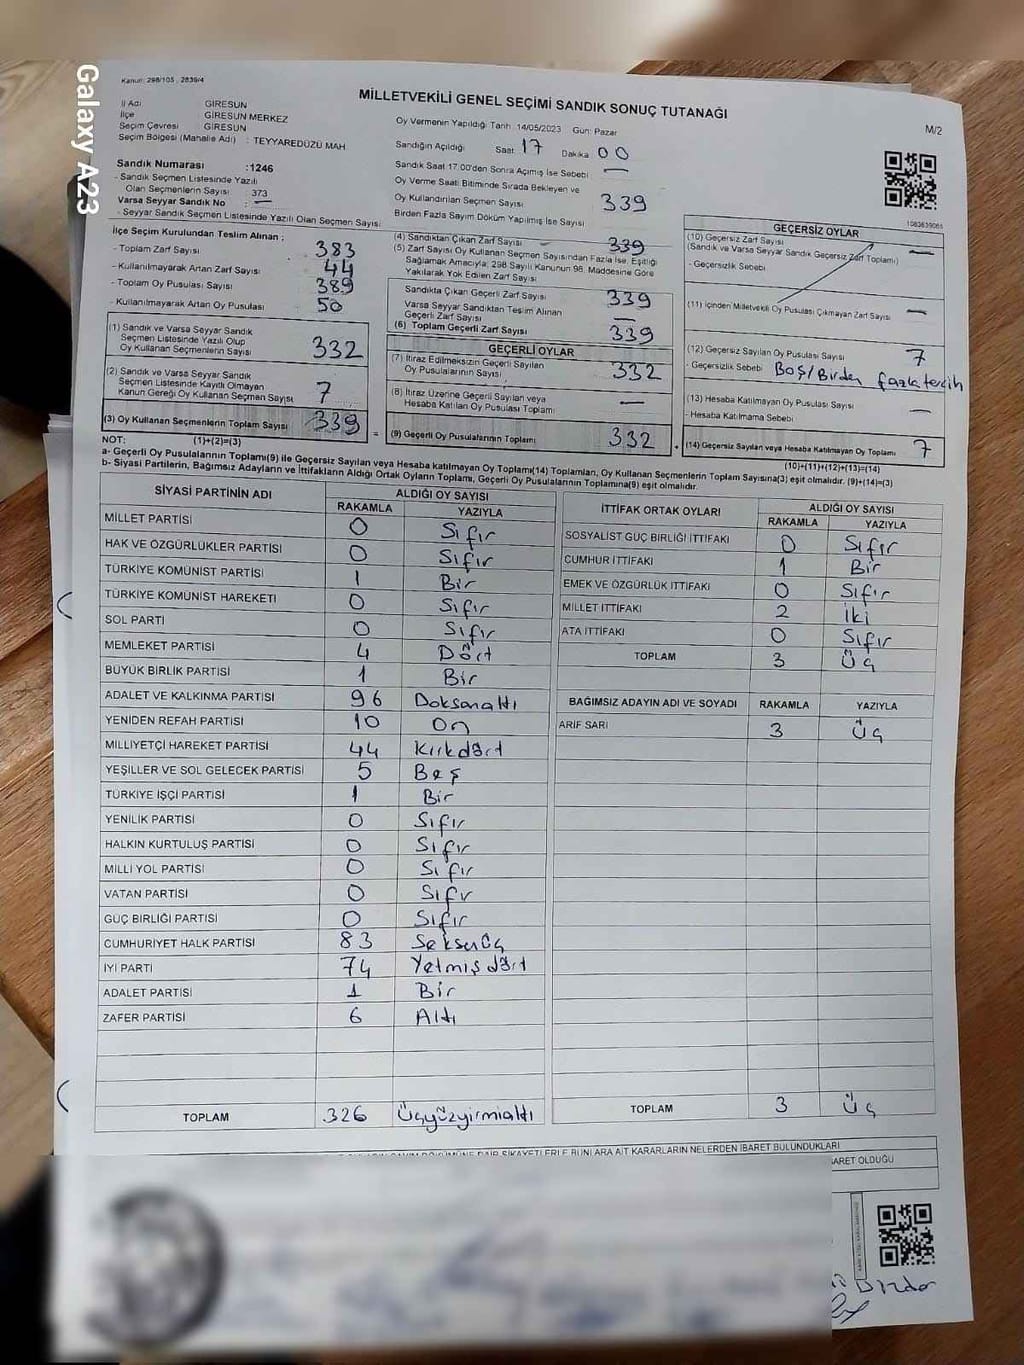 Galaxy A23
Kanun: 298/105 , 2839/4
MİLLETVEKİLİ GENEL SEÇİMİ SANDIK SONUÇ TUTANAĞI
M/2
İl Adı GİRESUN
İlçe GİRESUN MERKEZ
Seçim Çevresi GİRESUN
Seçim Bölgesi (Mahalle Adı) : TEYYAREDÜZÜ MAH.
Sandık Numarası :1246
- Sandık Seçmen Listesinde Yazılı
Olan Seçmenlerin Sayısı : 373
Varsa Seyyar Sandık No : —
- Seyyar Sandık Seçmen Listesinde Yazılı Olan Seçmen Sayısı
Oy Vermenin Yapıldığı Tarih :14/05/2023 Gün: Pazar
Sandığın Açıldığı Saat: 17 Dakika 00
Sandık Saat 17:00'den Sonra Açımış İse Sebebi —
Oy Verme Saati Bitiminde Sırada Bekleyen ve
Oy Kullandırılan Seçmen Sayısı 339
Birden Fazla Sayım Döküm Yapılmış İse Sayısı
1083639065
İlçe Seçim Kurulundan Teslim Alınan ;
- Toplam Zarf Sayısı 383
- Kullanılmayarak Artan Zarf Sayısı 44
- Toplam Oy Pusulası Sayısı 389
- Kullanılmayarak Artan Oy Pusulası 50
(1) Sandık ve Varsa Seyyar Sandık
Seçmen Listesinde Yazılı Olup
Oy Kullanan Seçmenlerin Sayısı 332
(2) Sandık ve Varsa Seyyar Sandık
Seçmen Listesinde Kayıtlı Olmayan
Kanun Gereği Oy Kullanan Seçmen Sayısı 7
(3) Oy Kullanan Seçmenlerin Toplam Sayısı 339
(4) Sandıktan Çıkan Zarf Sayısı 339
(5) Zarf Sayısı Oy Kullanan Seçmen Sayısından Fazla İse, Eşitliği
Sağlamak Amacıyla; 298 Sayılı Kanunun 98. Maddesine Göre
Yakılarak Yok Edilen Zarf Sayısı
Sandıkta Çıkan Geçerli Zarf Sayısı 339
Varsa Seyyar Sandıktan Teslim Alınan
Geçerli Zarf Sayısı —
(6) Toplam Geçerli Zarf Sayısı 339
GEÇERLİ OYLAR
(7) İtiraz Edilmeksizin Geçerli Sayılan
Oy Pusulalarının Sayısı 332
(8) İtiraz Üzerine Geçerli Sayılan veya
Hesaba Katılan Oy Pusulası Toplamı —
= (9) Geçerli Oy Pusulalarının Toplamı 332
GEÇERSİZ OYLAR
(10) Geçersiz Zarf Sayısı —
(Sandık ve Varsa Seyyar Sandık Geçersiz Zarf Toplamı)
- Geçersizlik Sebebi
(11) İçinden Milletvekili Oy Pusulası Çıkmayan Zarf Sayısı —
(12) Geçersiz Sayılan Oy Pusulası Sayısı 7
- Geçersizlik Sebebi Boş/Birden fazla tercih
(13) Hesaba Katılmayan Oy Pusulası Sayısı —
- Hesaba Katılmama Sebebi
+ (14) Geçersiz Sayılan veya Hesaba Katılmayan Oy Toplamı 7
NOT: (1)+(2)=(3) (10)+(11)+(12)+(13)=(14)
a- Geçerli Oy Pusulalarının Toplamı(9) ile Geçersiz Sayılan veya Hesaba katılmayan Oy Toplamı(14) Toplamları, Oy Kullanan Seçmenlerin Toplam Sayısına(3) eşit olmalıdır. (9)+(14)=(3)
b- Siyasi Partilerin, Bağımsız Adayların ve İttifakların Aldığı Ortak Oyların Toplamı, Geçerli Oy Pusulalarının Toplamına(9) eşit olmalıdır.
SİYASİ PARTİNİN ADI ALDIĞI OY SAYISI
RAKAMLA YAZIYLA
MİLLET PARTİSİ 0 Sıfır
HAK VE ÖZGÜRLÜKLER PARTİSİ 0 Sıfır
TÜRKİYE KOMÜNİST PARTİSİ 1 Bir
TÜRKİYE KOMÜNİST HAREKETİ 0 Sıfır
SOL PARTİ 0 Sıfır
MEMLEKET PARTİSİ 4 Dört
BÜYÜK BİRLİK PARTİSİ 1 Bir
ADALET VE KALKINMA PARTİSİ 96 Doksanaltı
YENİDEN REFAH PARTİSİ 10 On
MİLLİYETÇİ HAREKET PARTİSİ 44 Kırkdört
YEŞİLLER VE SOL GELECEK PARTİSİ 5 Beş
TÜRKİYE İŞÇİ PARTİSİ 1 Bir
YENİLİK PARTİSİ 0 Sıfır
HALKIN KURTULUŞ PARTİSİ 0 Sıfır
MİLLİ YOL PARTİSİ 0 Sıfır
VATAN PARTİSİ 0 Sıfır
GÜÇ BİRLİĞİ PARTİSİ 0 Sıfır
CUMHURİYET HALK PARTİSİ 83 Seksenüç
İYİ PARTİ 74 Yetmişdört
ADALET PARTİSİ 1 Bir
ZAFER PARTİSİ 6 Altı
TOPLAM 326 Üçyüzyirmialtı
İTTİFAK ORTAK OYLARI ALDIĞI OY SAYISI
RAKAMLA YAZIYLA
SOSYALİST GÜÇ BİRLİĞİ İTTİFAKI 0 Sıfır
CUMHUR İTTİFAKI 1 Bir
EMEK VE ÖZGÜRLÜK İTTİFAKI 0 Sıfır
MİLLET İTTİFAKI 2 İki
ATA İTTİFAKI 0 Sıfır
TOPLAM 3 Üç
BAĞIMSIZ ADAYIN ADI VE SOYADI RAKAMLA YAZIYLA
ARİF SARI 3 Üç
TOPLAM 3 Üç
SAYIM DÖKÜMÜNE DAİR ŞİKAYETLERLE BUNLARA AİT KARARLARIN NELERDEN İBARET BULUNDUKLARI
İBARET OLDUĞU